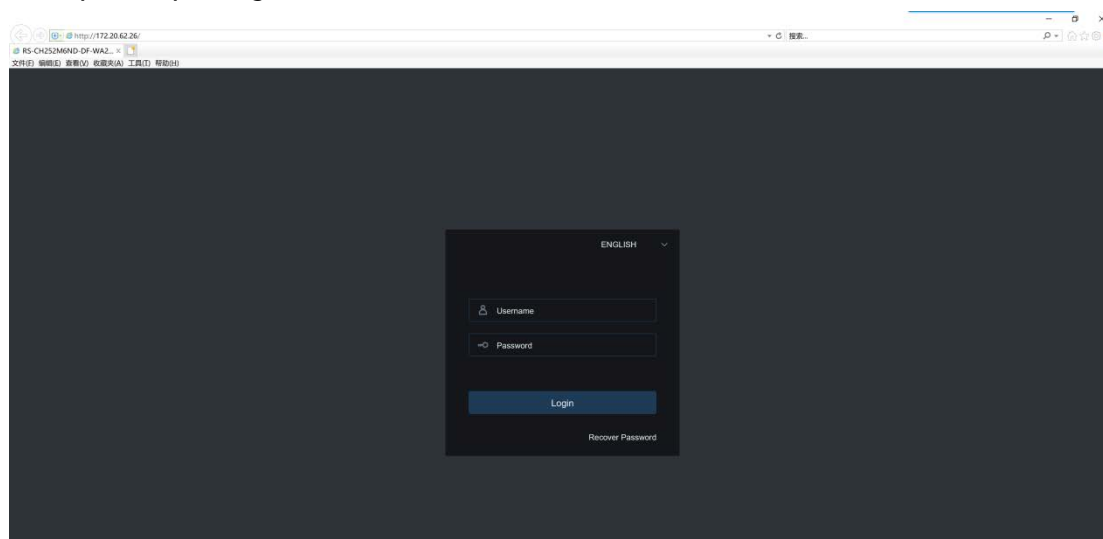 http://172.20.62.26/
搜索...
RS-CH252M6ND-DF-WA2...
文件(F) 编辑(E) 查看(V) 收藏夹(A) 工具(T) 帮助(H)
ENGLISH
Username
Password
Login
Recover Password